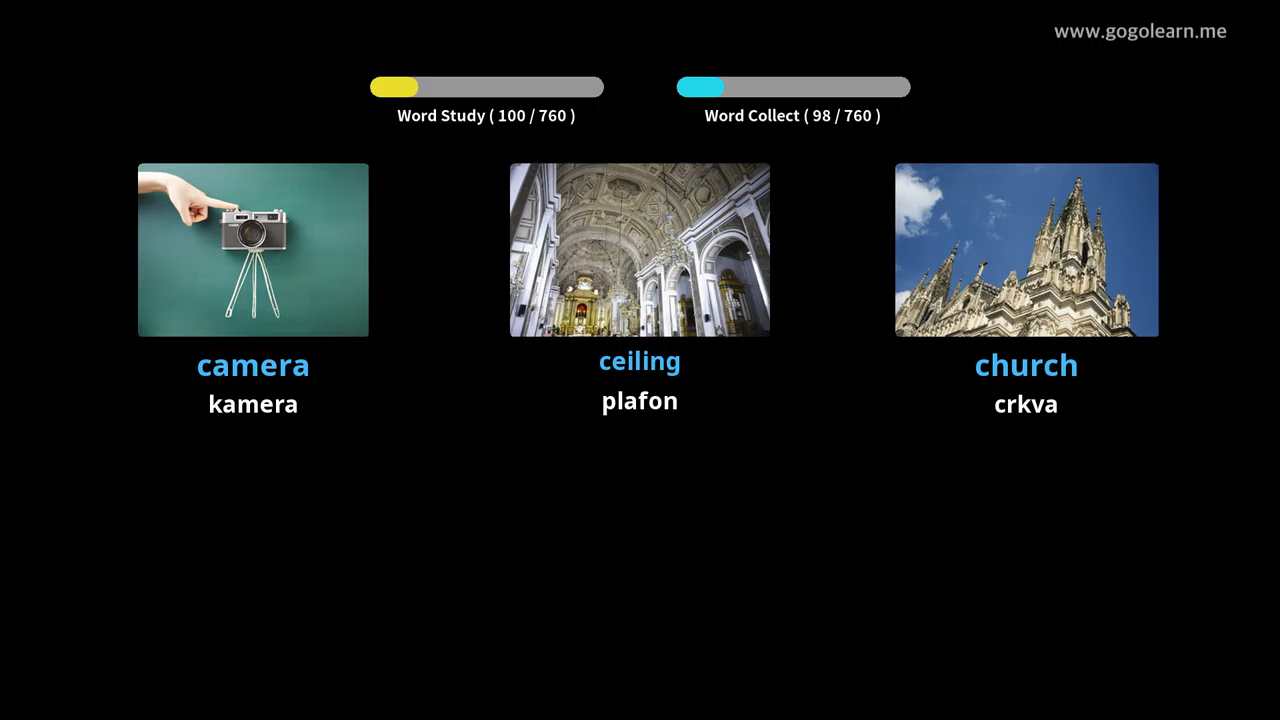 www.gogolearn.me
Word Study ( 100 / 760 )
Word Collect ( 98 / 760 )
camera
ceiling
church
kamera
plafon
crkva